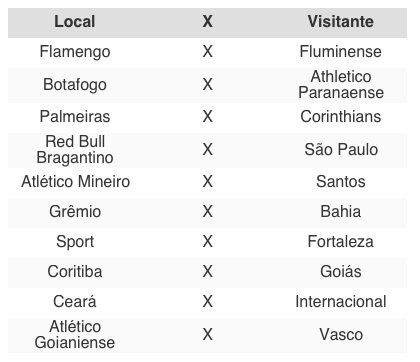 Local X Visitante
Flamengo X Fluminense
Botafogo X Athletico
Paranaense
Palmeiras X Corinthians
Red Bull
Bragantino X São Paulo
Atlético Mineiro X Santos
Grêmio X Bahia
Sport X Fortaleza
Coritiba X Goiás
Ceará X Internacional
Atlético
Goianiense X Vasco